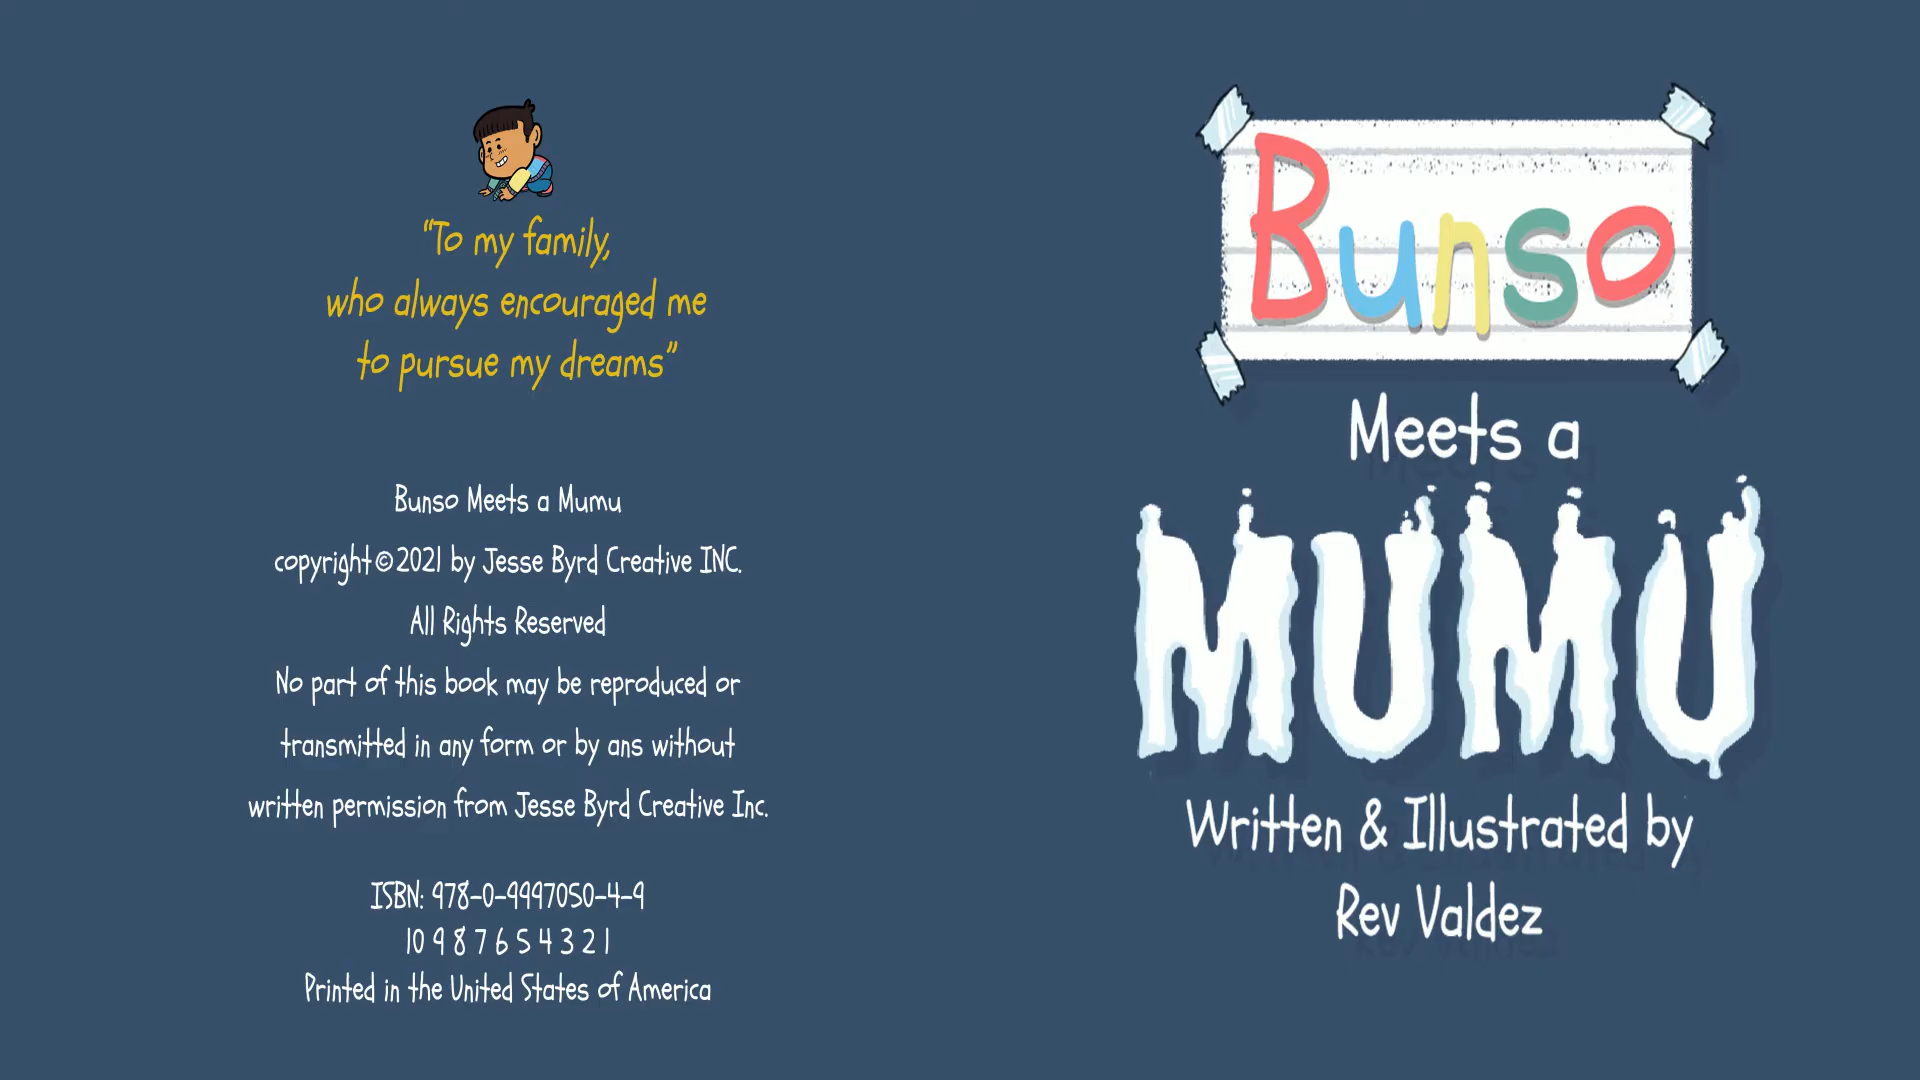 “To my family,
who always encouraged me
to pursue my dreams”
Bunso Meets a Mumu
copyright©2021 by Jesse Byrd Creative INC.
All Rights Reserved
No part of this book may be reproduced or
transmitted in any form or by ans without
written permission from Jesse Byrd Creative Inc.
ISBN: 978-0-9997050-4-9
10 9 8 7 6 5 4 3 2 1
Printed in the United States of America
Bunso
Meets a
MUMU
Written & Illustrated by
Rev Valdez